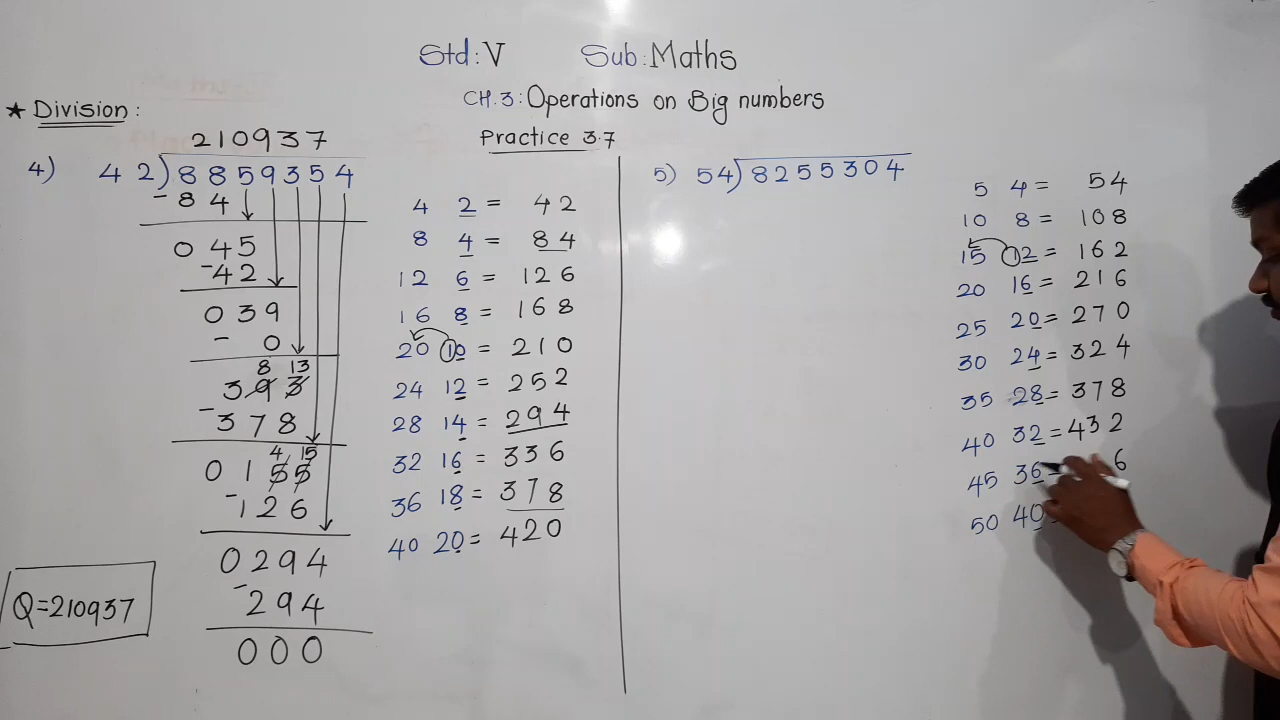 Std: V Sub: Maths
CH. 3: Operations on Big numbers
★ Division:
Practice 3.7
210937
4) 42)8859354
-84
045
-42
039
- 0
8 13
393
-378
4 15
0155
-126
0294
-294
000
Q=210937
4 2 = 42
8 4 = 84
12 6 = 126
16 8 = 168
20 10 = 210
24 12 = 252
28 14 = 294
32 16 = 336
36 18 = 378
40 20 = 420
5) 54)8255304
5 4 = 54
10 8 = 108
15 12 = 162
20 16 = 216
25 20 = 270
30 24 = 324
35 28 = 378
40 32 = 432
45 36 = 6
50 40 =